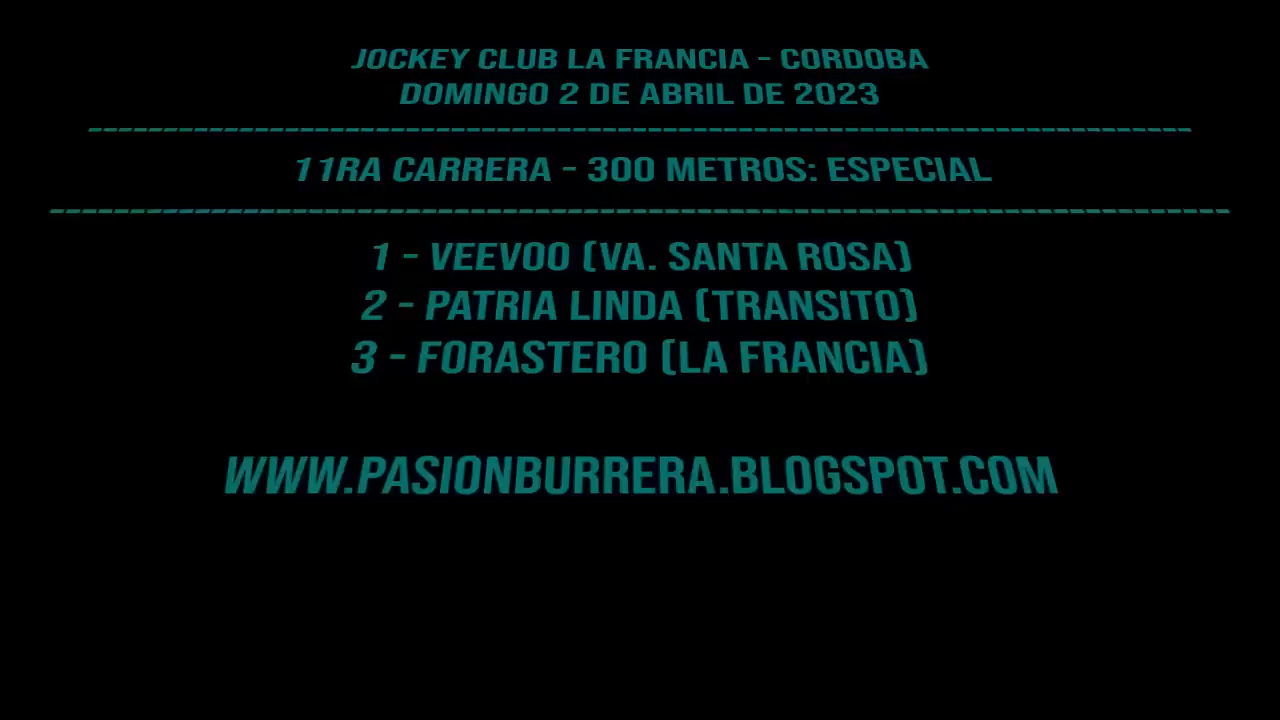 JOCKEY CLUB LA FRANCIA - CORDOBA
DOMINGO 2 DE ABRIL DE 2023
11RA CARRERA - 300 METROS: ESPECIAL
1 - VEEVOO (VA. SANTA ROSA)
2 - PATRIA LINDA (TRANSITO)
3 - FORASTERO (LA FRANCIA)
WWW.PASIONBURRERA.BLOGSPOT.COM